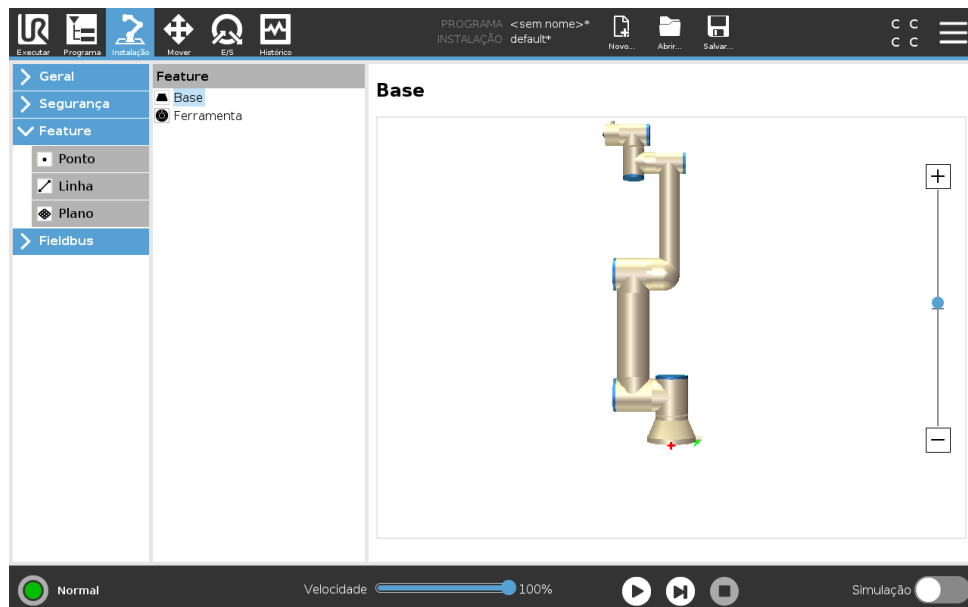 UR
Executar
Programa
Instalação
Mover
E/S
Histórico
PROGRAMA <sem nome>*
INSTALAÇÃO default*
Novo...
Abrir...
Salvar...
C C
C C
Geral
Segurança
Feature
Ponto
Linha
Plano
Fieldbus
Feature
Base
Ferramenta
Base
+
−
Normal
Velocidade
100%
Simulação